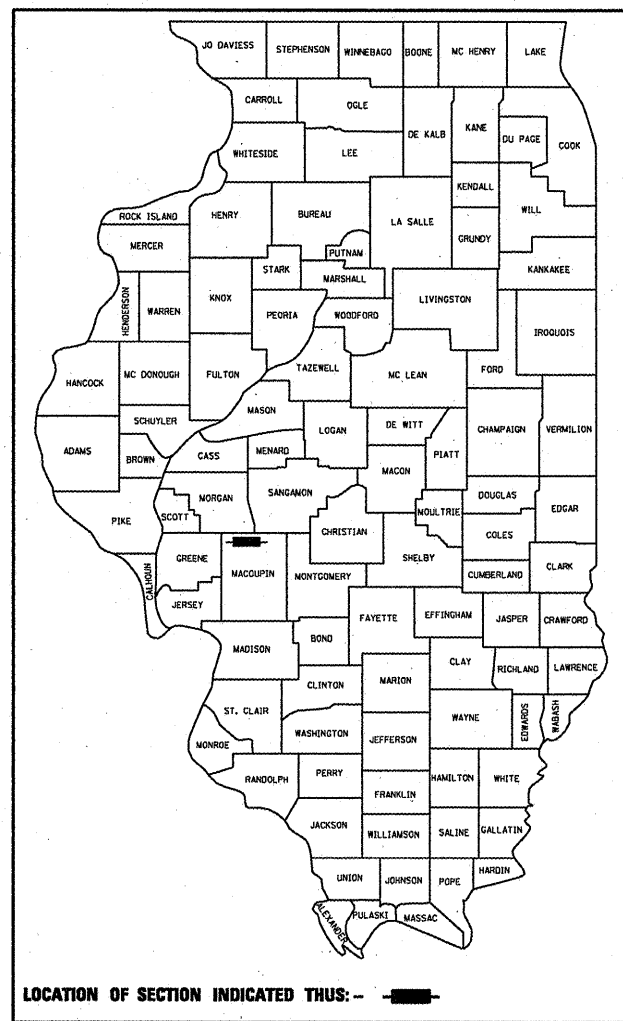 JO DAVIESS
STEPHENSON
WINNEBAGO
BOONE
MC HENRY
LAKE
CARROLL
OGLE
DE KALB
KANE
DU PAGE
COOK
WHITESIDE
LEE
KENDALL
WILL
ROCK ISLAND
HENRY
BUREAU
LA SALLE
GRUNDY
MERCER
PUTNAM
STARK
MARSHALL
KANKAKEE
HENDERSON
WARREN
KNOX
PEORIA
WOODFORD
LIVINGSTON
IROQUOIS
HANCOCK
MC DONOUGH
FULTON
TAZEWELL
MC LEAN
FORD
MASON
SCHUYLER
LOGAN
DE WITT
CHAMPAIGN
VERMILION
ADAMS
BROWN
CASS
MENARD
MACON
PIATT
MORGAN
SANGAMON
DOUGLAS
EDGAR
PIKE
SCOTT
CHRISTIAN
MOULTRIE
COLES
GREENE
MACOUPIN
MONTGOMERY
SHELBY
CUMBERLAND
CLARK
CALHOUN
JERSEY
FAYETTE
EFFINGHAM
JASPER
CRAWFORD
MADISON
BOND
CLAY
RICHLAND
LAWRENCE
CLINTON
MARION
ST. CLAIR
WAYNE
EDWARDS
WABASH
WASHINGTON
MONROE
JEFFERSON
RANDOLPH
PERRY
HAMILTON
WHITE
FRANKLIN
JACKSON
WILLIAMSON
SALINE
GALLATIN
UNION
JOHNSON
POPE
HARDIN
ALEXANDER
PULASKI
MASSAC
LOCATION OF SECTION INDICATED THUS:-